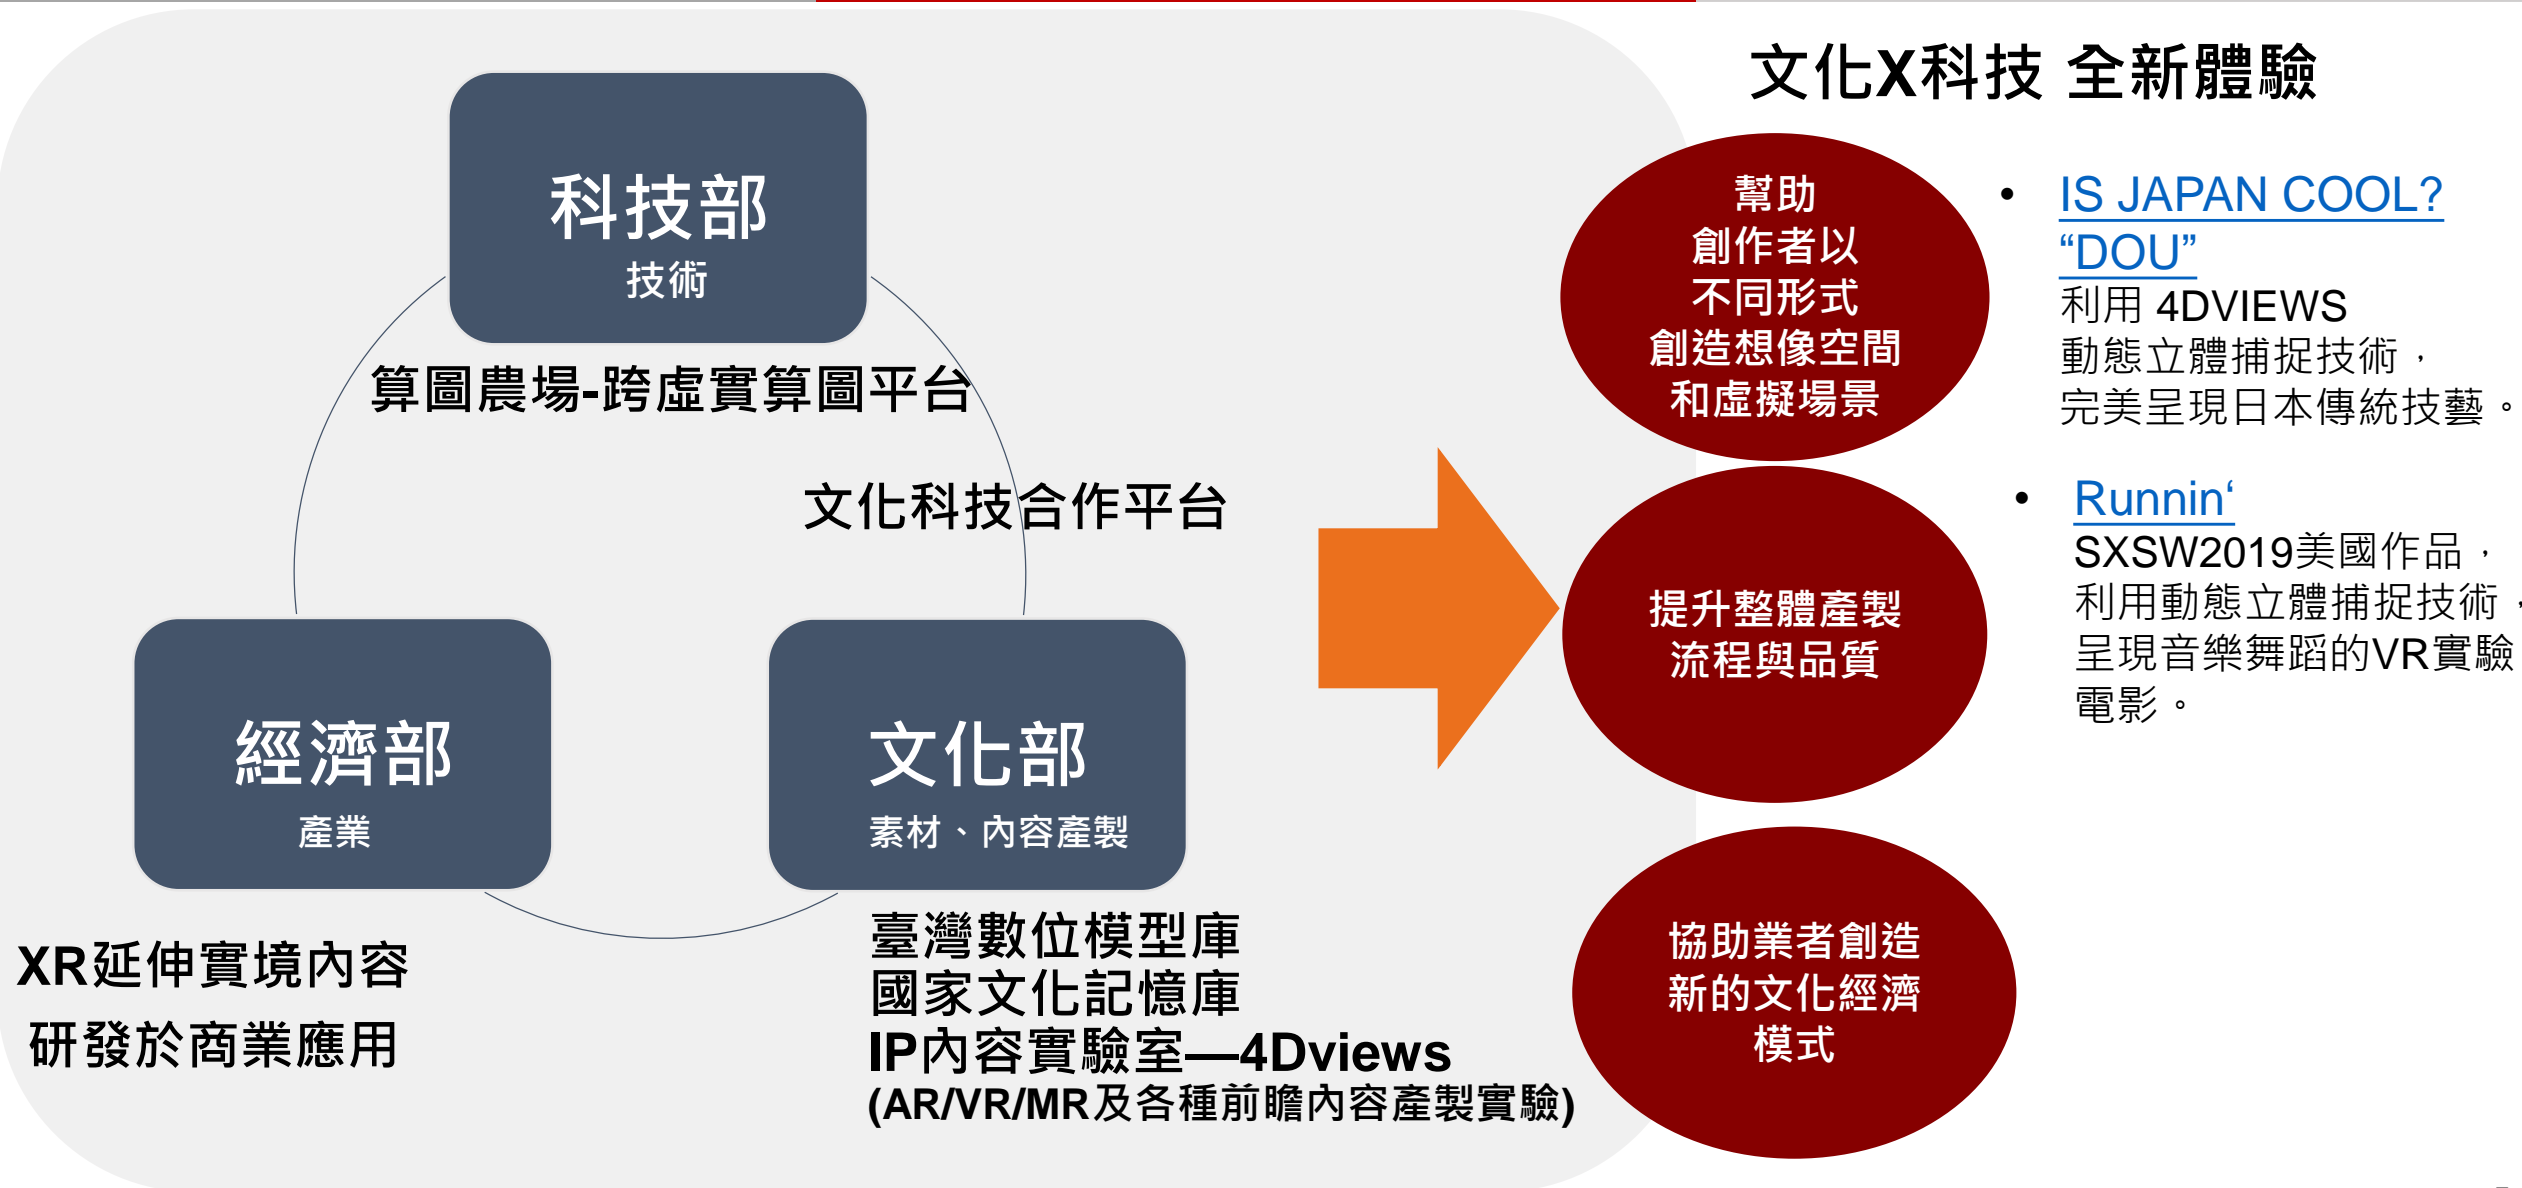 科技部
技術
算圖農場-跨虛實算圖平台
文化科技合作平台
經濟部
產業
文化部
素材、內容產製
XR延伸實境內容
研發於商業應用
臺灣數位模型庫
國家文化記憶庫
IP內容實驗室—4Dviews
(AR/VR/MR及各種前瞻內容產製實驗)
文化X科技 全新體驗
幫助
創作者以
不同形式
創造想像空間
和虛擬場景
提升整體產製
流程與品質
協助業者創造
新的文化經濟
模式
• IS JAPAN COOL?
“DOU”
利用 4DVIEWS
動態立體捕捉技術，
完美呈現日本傳統技藝。
• Runnin‘
SXSW2019美國作品，
利用動態立體捕捉技術，
呈現音樂舞蹈的VR實驗
電影。